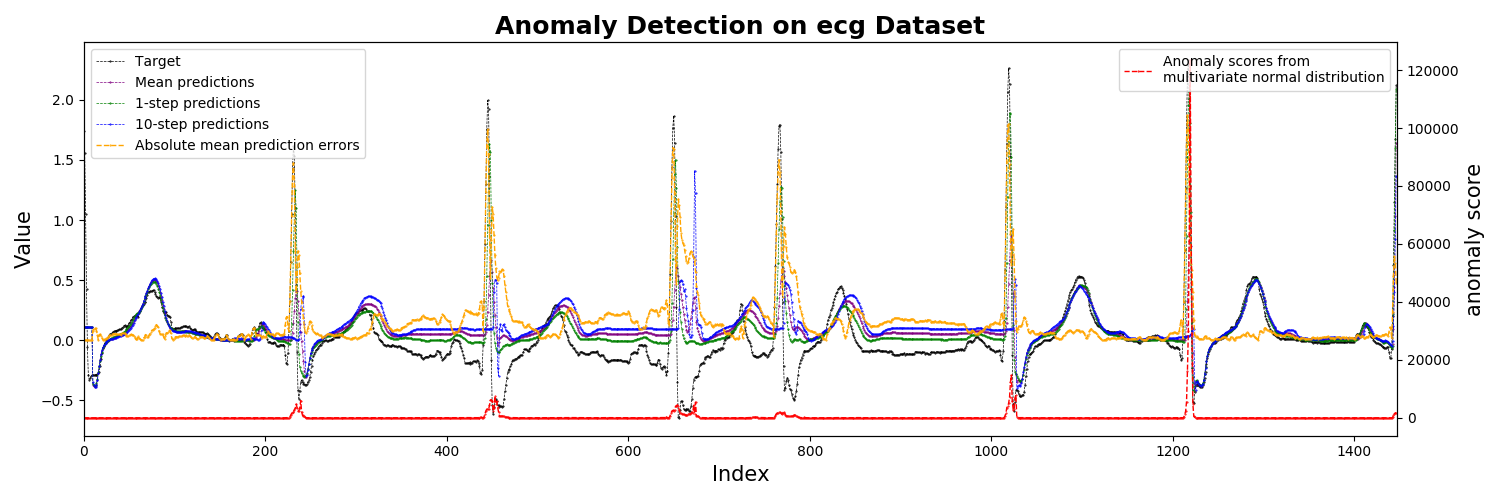 Anomaly Detection on ecg Dataset
Target
Mean predictions
1-step predictions
10-step predictions
Absolute mean prediction errors
Anomaly scores from
multivariate normal distribution
Value
2.0
1.5
1.0
0.5
0.0
−0.5
120000
100000
80000
60000
40000
20000
0
anomaly score
0 200 400 600 800 1000 1200 1400
Index